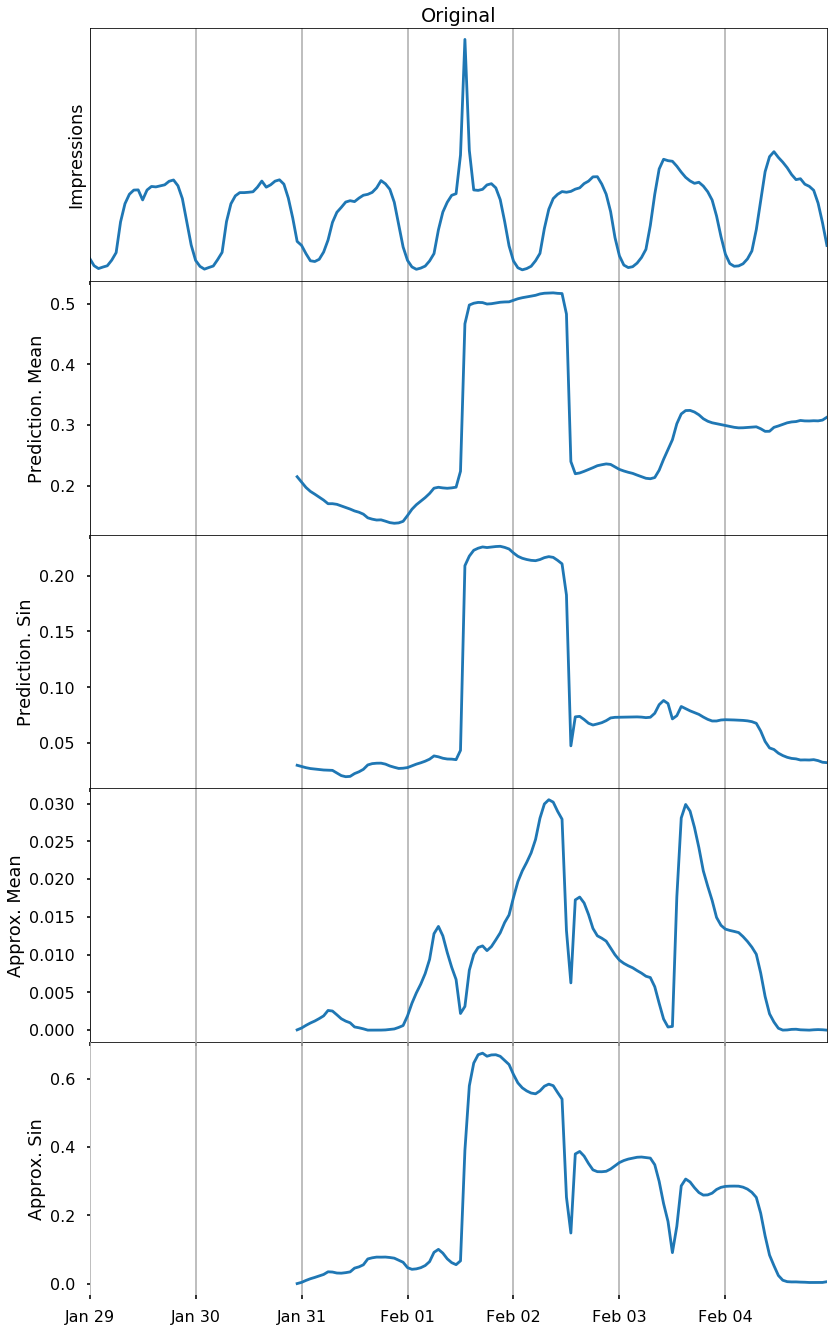 Original
Impressions
0.5
0.4
0.3
0.2
Prediction. Mean
0.20
0.15
0.10
0.05
Prediction. Sin
0.030
0.025
0.020
0.015
0.010
0.005
0.000
Approx. Mean
0.6
0.4
0.2
0.0
Approx. Sin
Jan 29 Jan 30 Jan 31 Feb 01 Feb 02 Feb 03 Feb 04